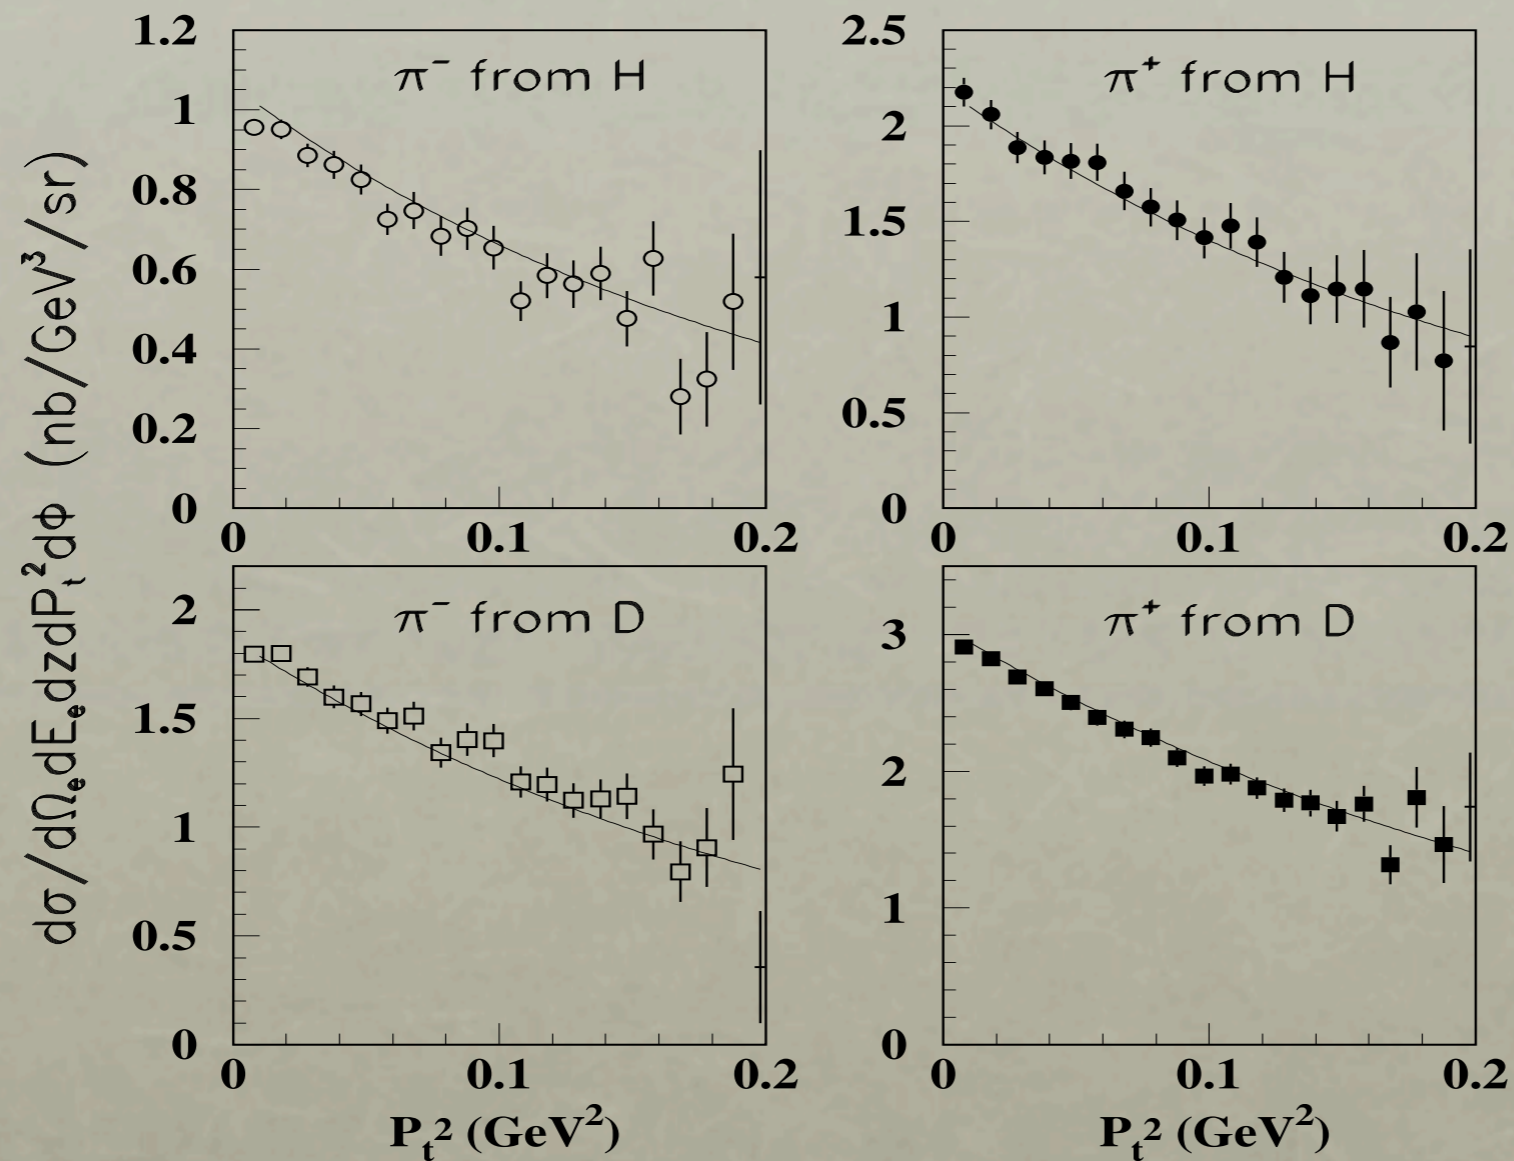 dσ/dΩₑdEₑdzdPₜ²dϕ (nb/GeV³/sr)
π⁻ from H
1.2
1
0.8
0.6
0.4
0.2
0
0 0.1 0.2
π⁺ from H
2.5
2
1.5
1
0.5
0
0 0.1 0.2
π⁻ from D
2
1.5
1
0.5
0
0 0.1 0.2
Pₜ² (GeV²)
π⁺ from D
3
2
1
0
0 0.1 0.2
Pₜ² (GeV²)